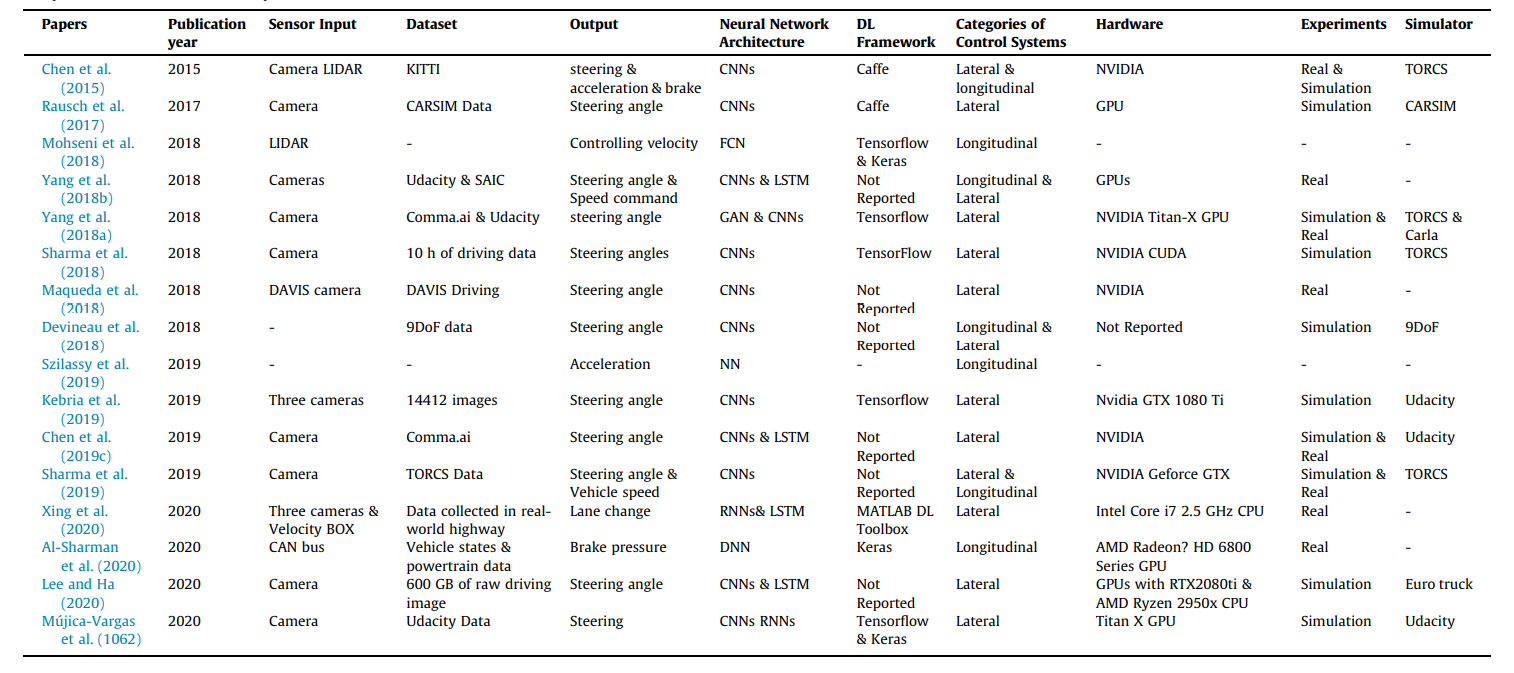 Papers Publication Sensor Input Dataset Output Neural Network DL Categories of Hardware Experiments Simulator
year Architecture Framework Control Systems
Chen et al. 2015 Camera LIDAR KITTI steering & CNNs Caffe Lateral & NVIDIA Real & TORCS
(2015) acceleration & brake longitudinal Simulation
Rausch et al. 2017 Camera CARSIM Data Steering angle CNNs Caffe Lateral GPU Simulation CARSIM
(2017)
Mohseni et al. 2018 LIDAR - Controlling velocity FCN Tensorflow Longitudinal - - -
(2018) & Keras
Yang et al. 2018 Cameras Udacity & SAIC Steering angle & CNNs & LSTM Not Longitudinal & GPUs Real -
(2018b) Speed command Reported Lateral
Yang et al. 2018 Camera Comma.ai & Udacity steering angle GAN & CNNs Tensorflow Lateral NVIDIA Titan-X GPU Simulation & TORCS &
(2018a) Real Carla
Sharma et al. 2018 Camera 10 h of driving data Steering angles CNNs TensorFlow Lateral NVIDIA CUDA Simulation TORCS
(2018)
Maqueda et al. 2018 DAVIS camera DAVIS Driving Steering angle CNNs Not Lateral NVIDIA Real -
(2018) Reported
Devineau et al. 2018 - 9DoF data Steering angle CNNs Not Longitudinal & Not Reported Simulation 9DoF
(2018) Reported Lateral
Szilassy et al. 2019 - - Acceleration NN - Longitudinal - - -
(2019)
Kebria et al. 2019 Three cameras 14412 images Steering angle CNNs Tensorflow Lateral Nvidia GTX 1080 Ti Simulation Udacity
(2019)
Chen et al. 2019 Camera Comma.ai Steering angle CNNs & LSTM Not Lateral NVIDIA Simulation & Udacity
(2019c) Reported Real
Sharma et al. 2019 Camera TORCS Data Steering angle & CNNs Not Lateral & NVIDIA Geforce GTX Simulation & TORCS
(2019) Vehicle speed Reported Longitudinal Real
Xing et al. 2020 Three cameras & Data collected in real- Lane change RNNs& LSTM MATLAB DL Lateral Intel Core i7 2.5 GHz CPU Real -
(2020) Velocity BOX world highway Toolbox
Al-Sharman 2020 CAN bus Vehicle states & Brake pressure DNN Keras Longitudinal AMD Radeon? HD 6800 Real -
et al. (2020) powertrain data Series GPU
Lee and Ha 2020 Camera 600 GB of raw driving Steering angle CNNs & LSTM Not Lateral GPUs with RTX2080ti & Simulation Euro truck
(2020) image Reported AMD Ryzen 2950x CPU
Mújica-Vargas 2020 Camera Udacity Data Steering CNNs RNNs Tensorflow Lateral Titan X GPU Simulation Udacity
et al. (1062) & Keras